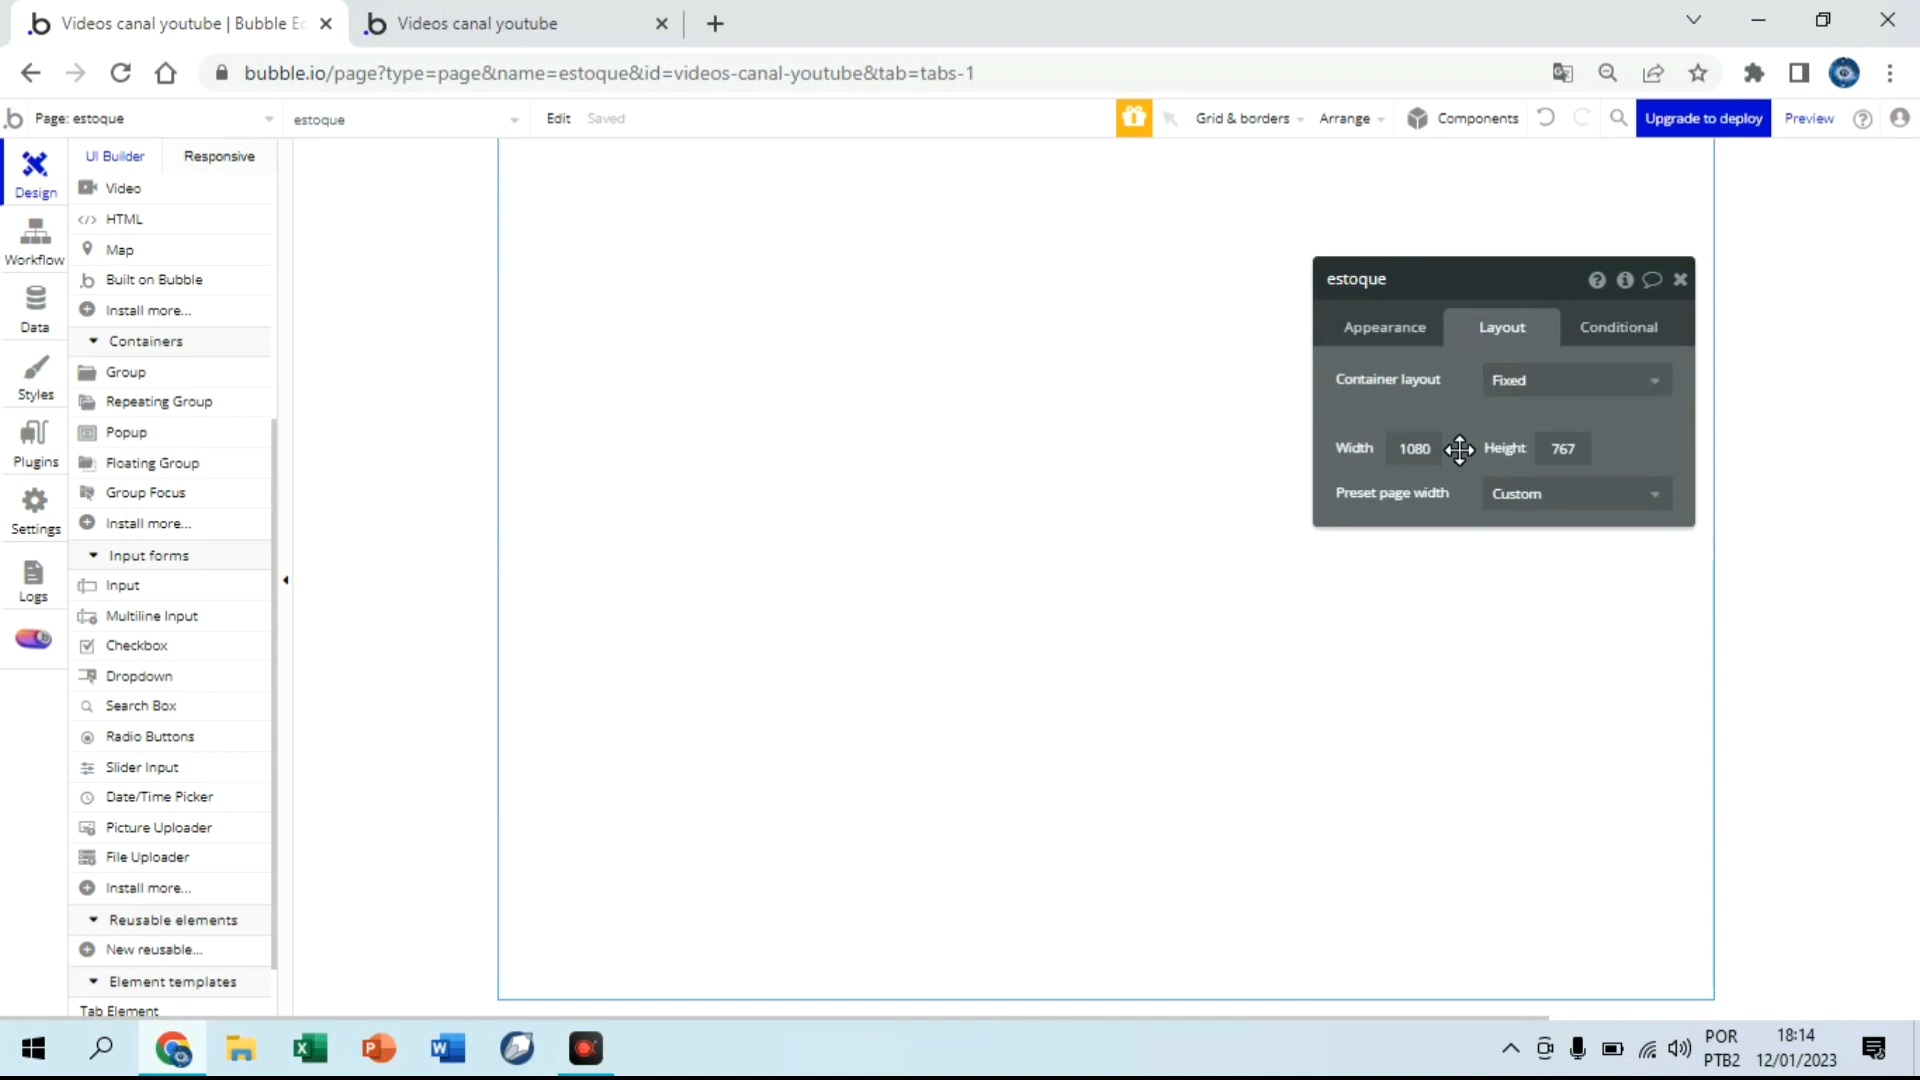 Videos canal youtube | Bubble Ec
Videos canal youtube
bubble.io/page?type=page&name=estoque&id=videos-canal-youtube&tab=tabs-1
Page: estoque
estoque
Edit
Saved
Grid & borders
Arrange
Components
Upgrade to deploy
Preview
Design
Workflow
Data
Styles
Plugins
Settings
Logs
UI Builder
Responsive
Video
HTML
Map
Built on Bubble
Install more...
Containers
Group
Repeating Group
Popup
Floating Group
Group Focus
Install more...
Input forms
Input
Multiline Input
Checkbox
Dropdown
Search Box
Radio Buttons
Slider Input
Date/Time Picker
Picture Uploader
File Uploader
Install more...
Reusable elements
New reusable...
Element templates
Tab Element
estoque
Appearance
Layout
Conditional
Container layout
Fixed
Width 1080 Height 767
Preset page width
Custom
POR
PTB2
18:14
12/01/2023